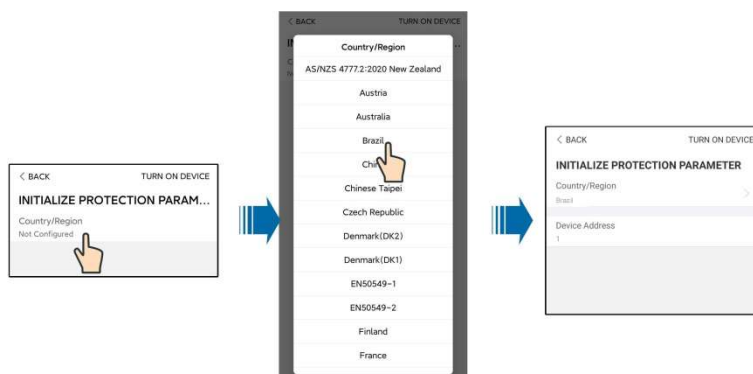 < BACK TURN ON DEVICE
INITIALIZE PROTECTION PARAM...
Country/Region
Not Configured
< BACK TURN ON DEVICE
Country/Region
AS/NZS 4777.2:2020 New Zealand
Austria
Australia
Brazil
Chinese Taipei
Czech Republic
Denmark(DK2)
Denmark(DK1)
EN50549-1
EN50549-2
Finland
France
< BACK TURN ON DEVICE
INITIALIZE PROTECTION PARAMETER
Country/Region
Brazil
Device Address
1